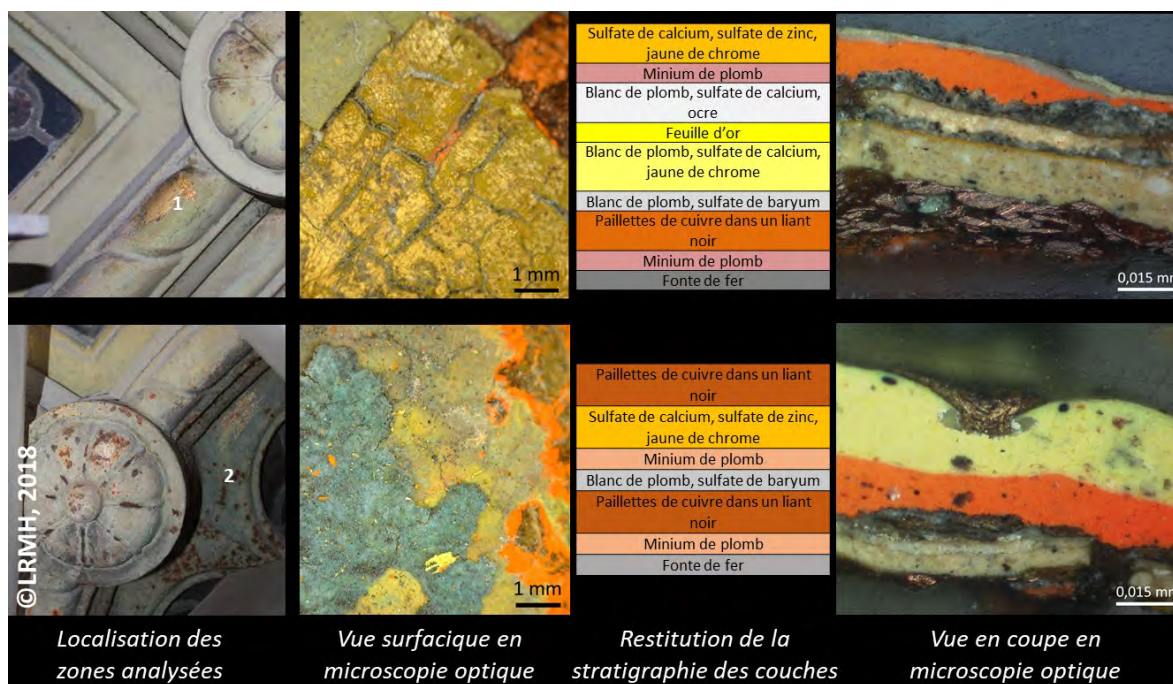 Sulfate de calcium, sulfate de zinc,
jaune de chrome
Minium de plomb
Blanc de plomb, sulfate de calcium,
ocre
Feuille d'or
Blanc de plomb, sulfate de calcium,
jaune de chrome
Blanc de plomb, sulfate de baryum
Paillettes de cuivre dans un liant
noir
Minium de plomb
Fonte de fer
1
1 mm
0,015 mm
Paillettes de cuivre dans un liant
noir
Sulfate de calcium, sulfate de zinc,
jaune de chrome
Minium de plomb
Blanc de plomb, sulfate de baryum
Paillettes de cuivre dans un liant
noir
Minium de plomb
Fonte de fer
2
1 mm
0,015 mm
©LRMH, 2018
Localisation des
zones analysées
Vue surfacique en
microscopie optique
Restitution de la
stratigraphie des couches
Vue en coupe en
microscopie optique